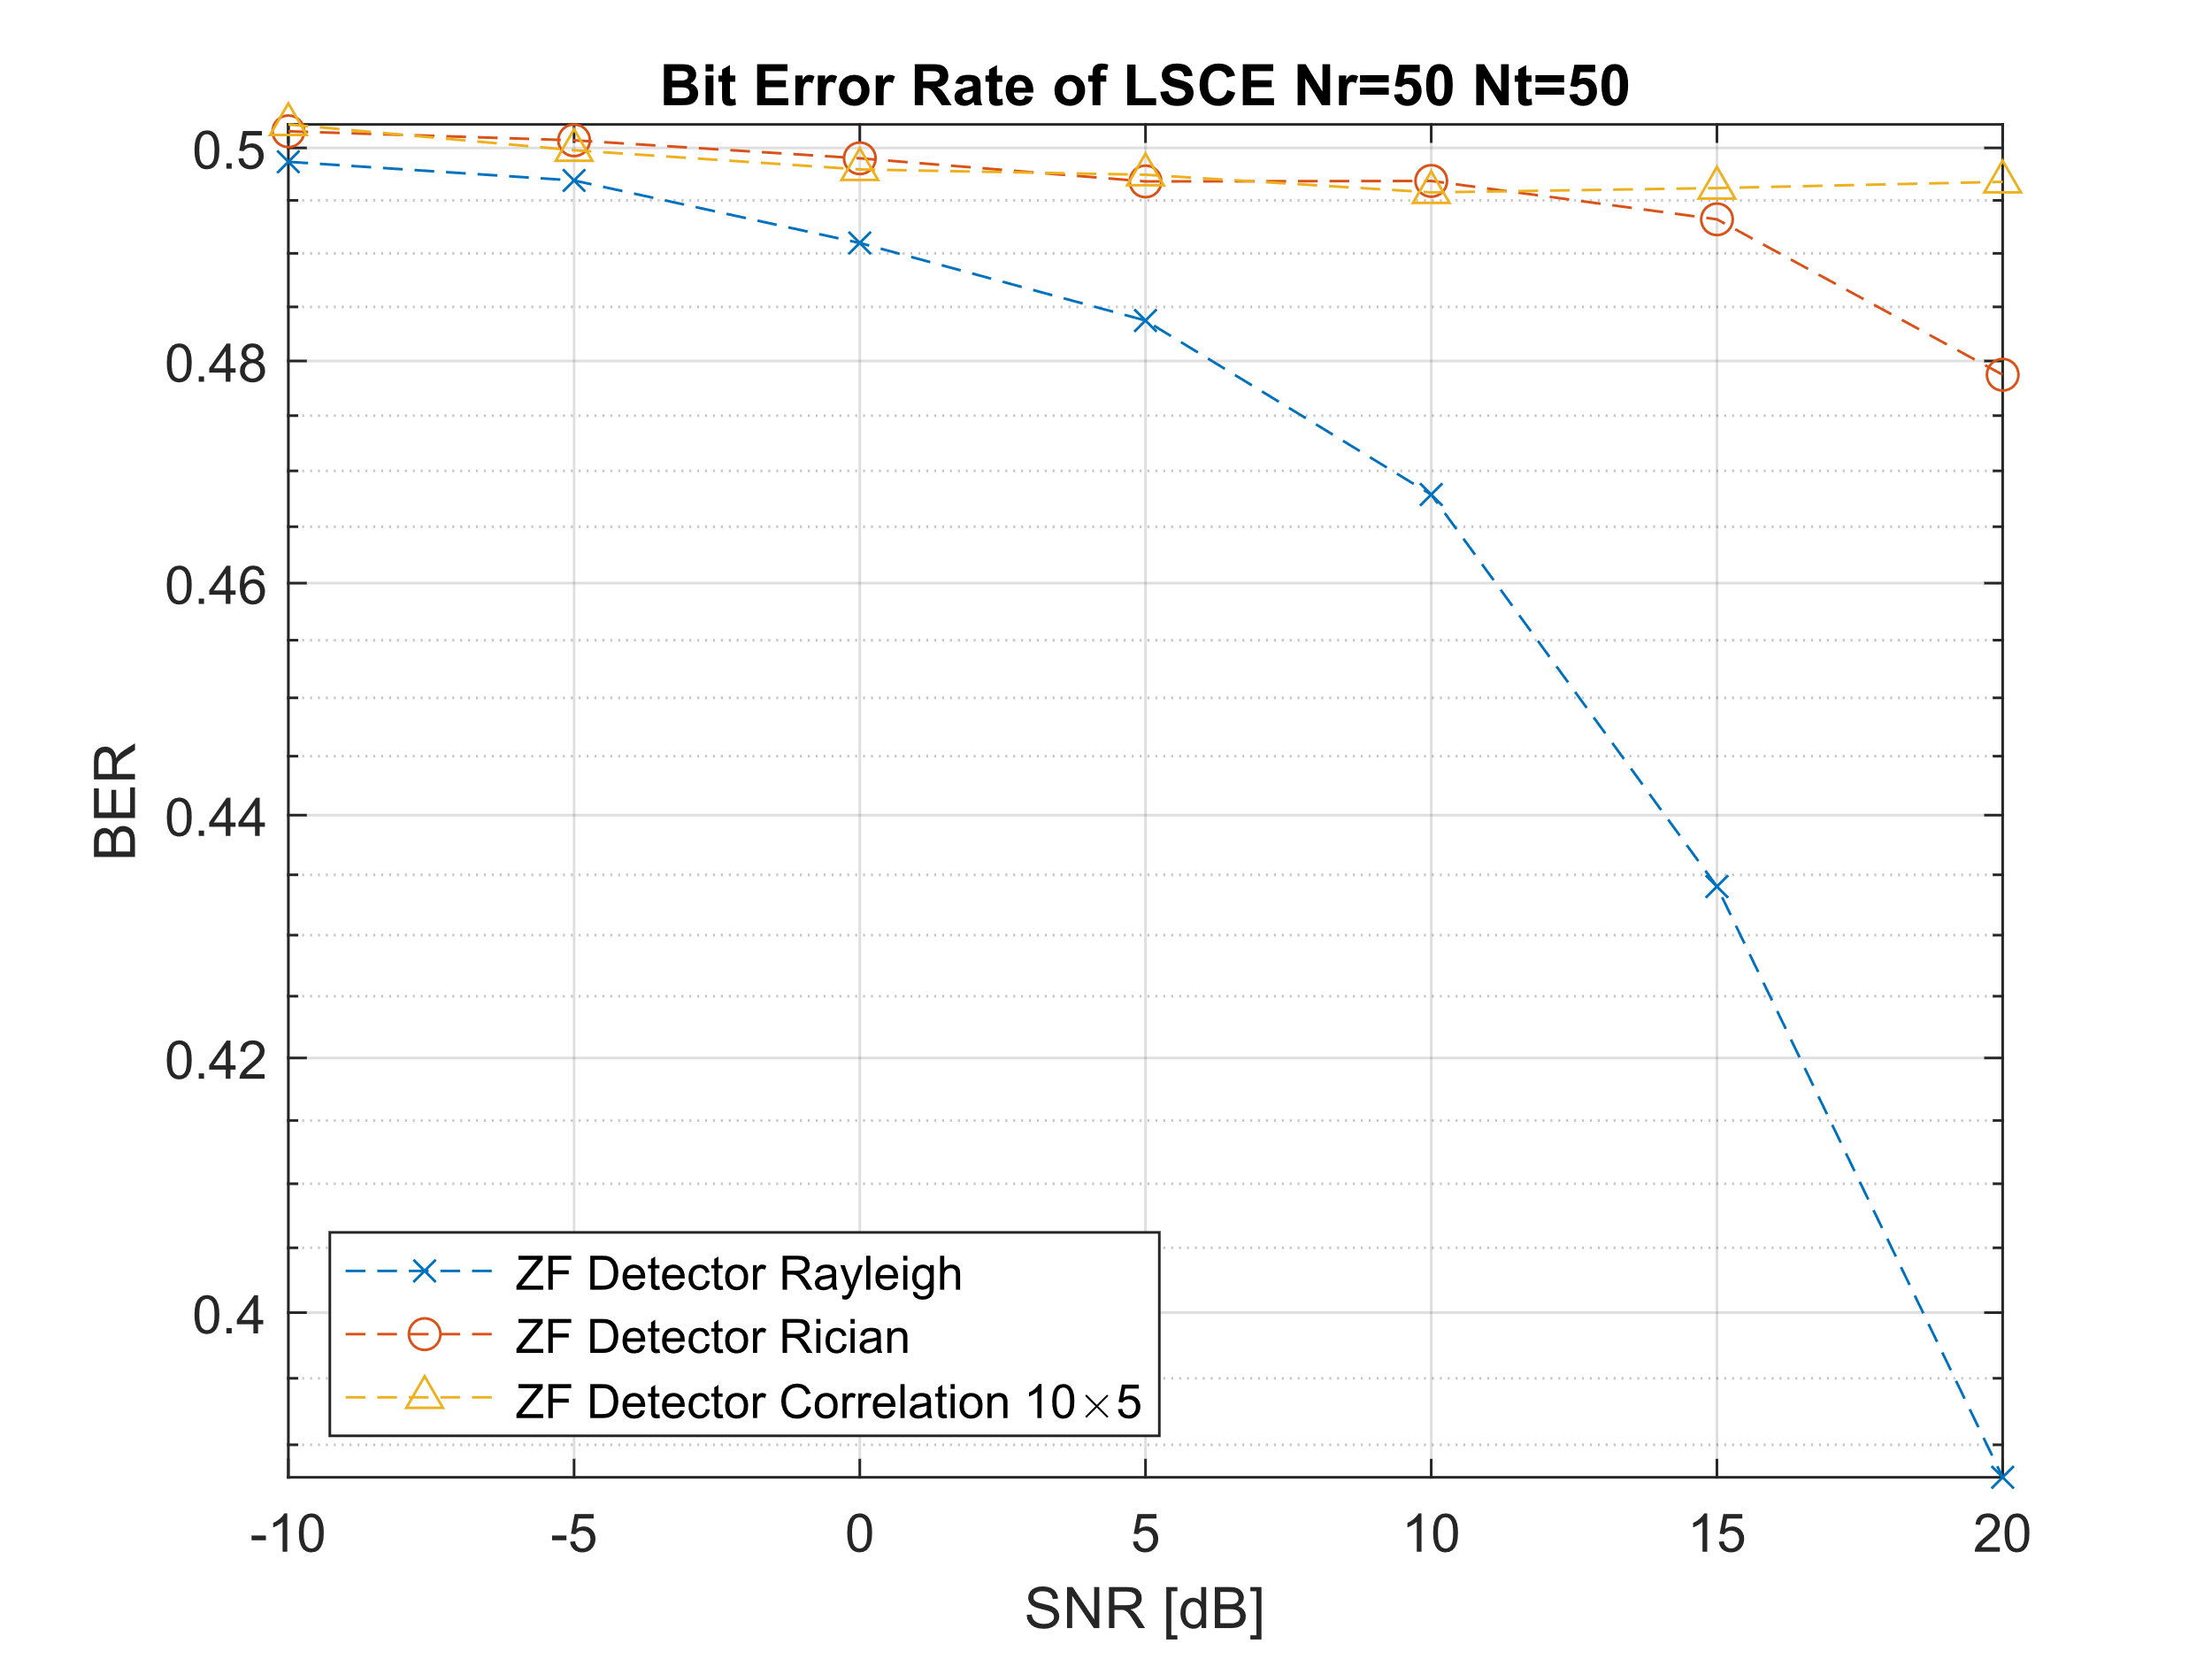 Bit Error Rate of LSCE Nr=50 Nt=50
0.5
0.48
0.46
0.44
0.42
0.4
BER
ZF Detector Rayleigh
ZF Detector Rician
ZF Detector Correlation 10×5
-10 -5 0 5 10 15 20
SNR [dB]